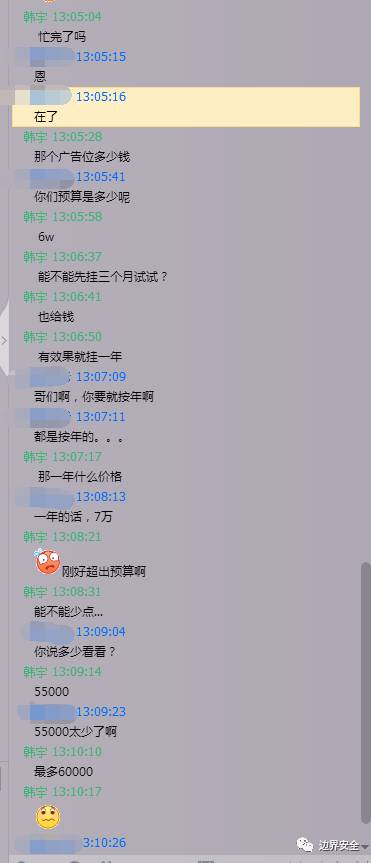 韩宇 13:05:04
忙完了吗
13:05:15
恩
13:05:16
在了
韩宇 13:05:28
那个广告位多少钱
13:05:41
你们预算是多少呢
韩宇 13:05:58
6w
韩宇 13:06:37
能不能先挂三个月试试？
韩宇 13:06:41
也给钱
韩宇 13:06:50
有效果就挂一年
13:07:09
哥们啊，你要就按年啊
13:07:11
都是按年的。。。
韩宇 13:07:17
那一年什么价格
13:08:13
一年的话，7万
韩宇 13:08:21
刚好超出预算啊
韩宇 13:08:31
能不能少点...
13:09:04
你说多少看看？
韩宇 13:09:14
55000
13:09:23
55000太少了啊
韩宇 13:10:10
最多60000
韩宇 13:10:17
3:10:26
边界安全